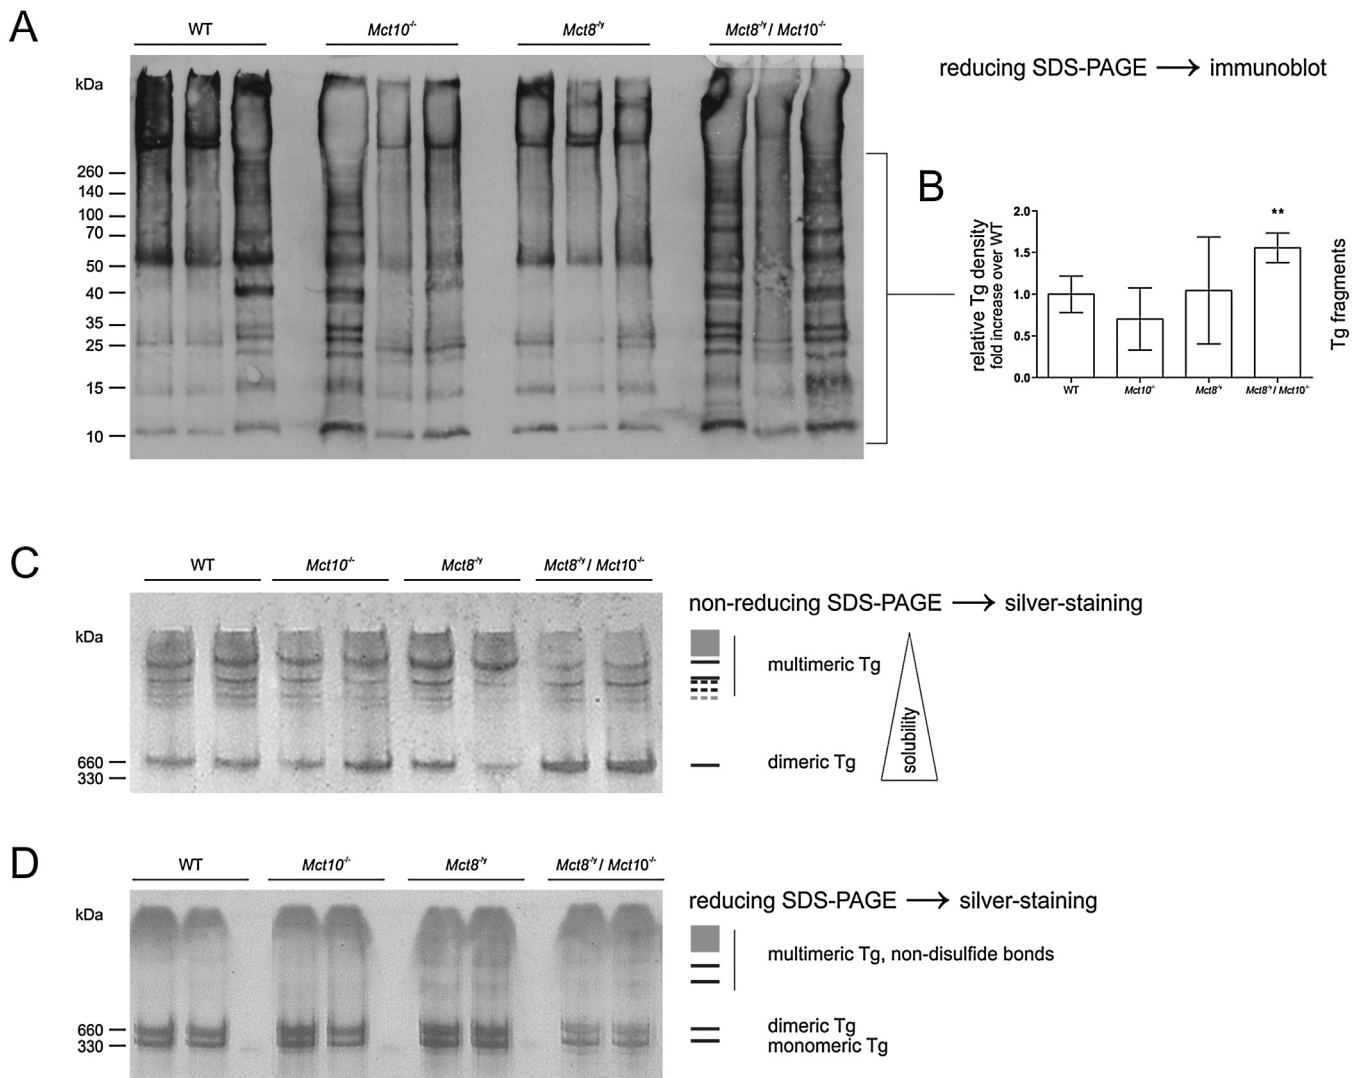 A
WT Mct10-/- Mct8-/y Mct8-/y/ Mct10-/-
reducing SDS-PAGE → immunoblot
kDa
260
140
100
70
50
40
35
25
15
10
B
relative Tg density
fold increase over WT
2.0
1.5
1.0
0.5
0.0
**
WT Mct10-/- Mct8-/y Mct8-/y/ Mct10-/-
Tg fragments
C
WT Mct10-/- Mct8-/y Mct8-/y/ Mct10-/-
non-reducing SDS-PAGE → silver-staining
kDa
multimeric Tg
solubility
660
330
dimeric Tg
D
WT Mct10-/- Mct8-/y Mct8-/y/ Mct10-/-
reducing SDS-PAGE → silver-staining
kDa
multimeric Tg, non-disulfide bonds
660
330
dimeric Tg
monomeric Tg